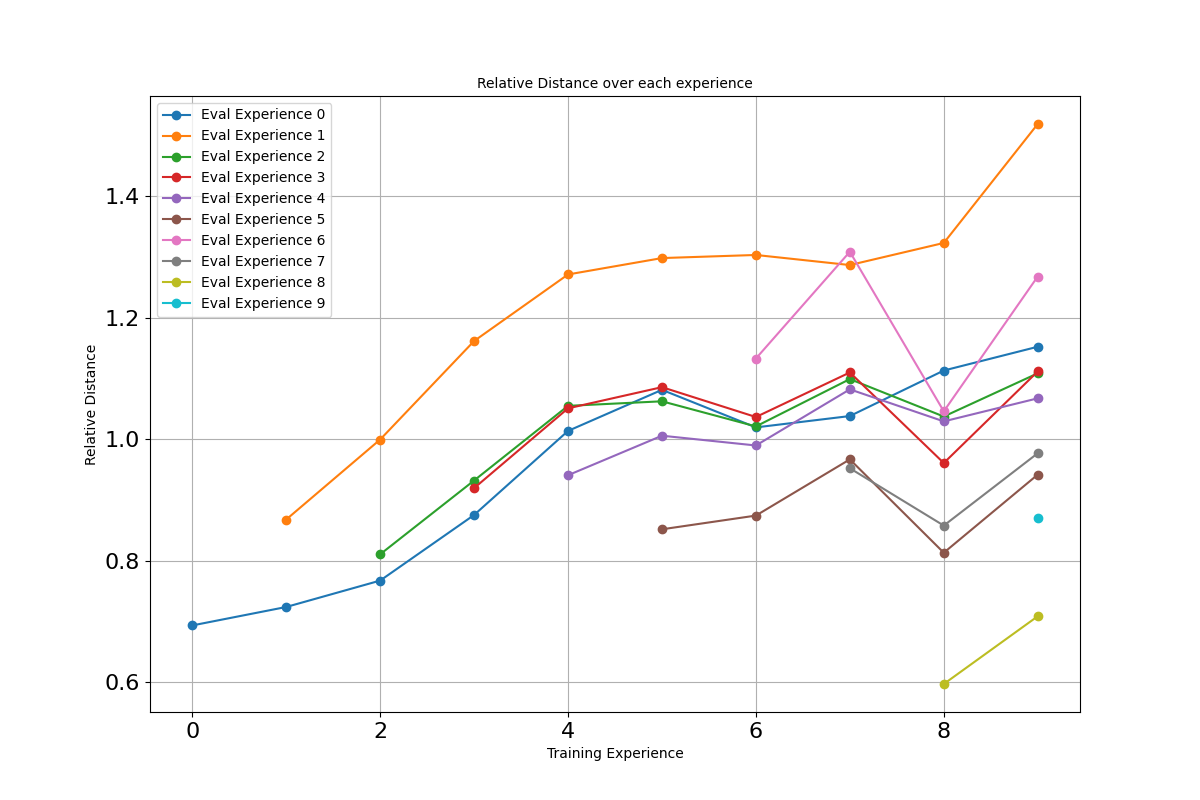 Relative Distance over each experience
Eval Experience 0
Eval Experience 1
Eval Experience 2
Eval Experience 3
Eval Experience 4
Eval Experience 5
Eval Experience 6
Eval Experience 7
Eval Experience 8
Eval Experience 9
1.4
1.2
1.0
0.8
0.6
Relative Distance
0 2 4 6 8
Training Experience